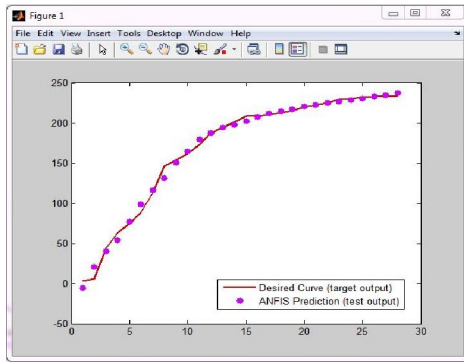 Figure 1
File Edit View Insert Tools Desktop Window Help
250
200
150
100
50
0
-50
0 5 10 15 20 25 30
Desired Curve (target output)
ANFIS Prediction (test output)